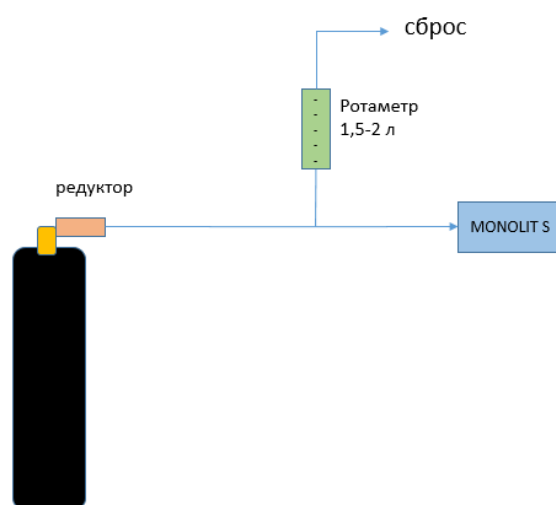 сброс
Ротаметр
1,5-2 л
редуктор
MONOLIT S